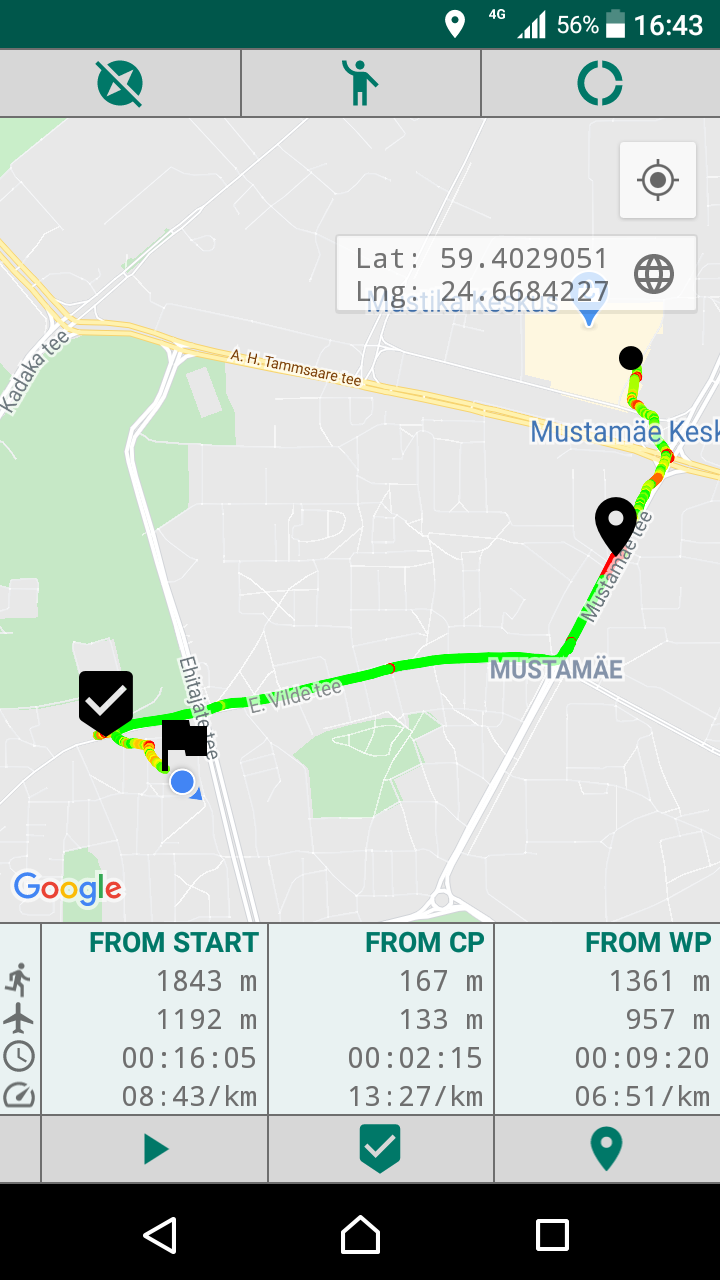 4G 56% 16:43
Lat: 59.4029051
Lng: 24.6684227
Mustika Keskus
Kadaka tee
A. H. Tammsaare tee
Mustamäe Kesk
Mustamäe tee
MUSTAMÄE
Ehitajate tee
E. Vilde tee
Google
FROM START FROM CP FROM WP
1843 m 167 m 1361 m
1192 m 133 m 957 m
00:16:05 00:02:15 00:09:20
08:43/km 13:27/km 06:51/km